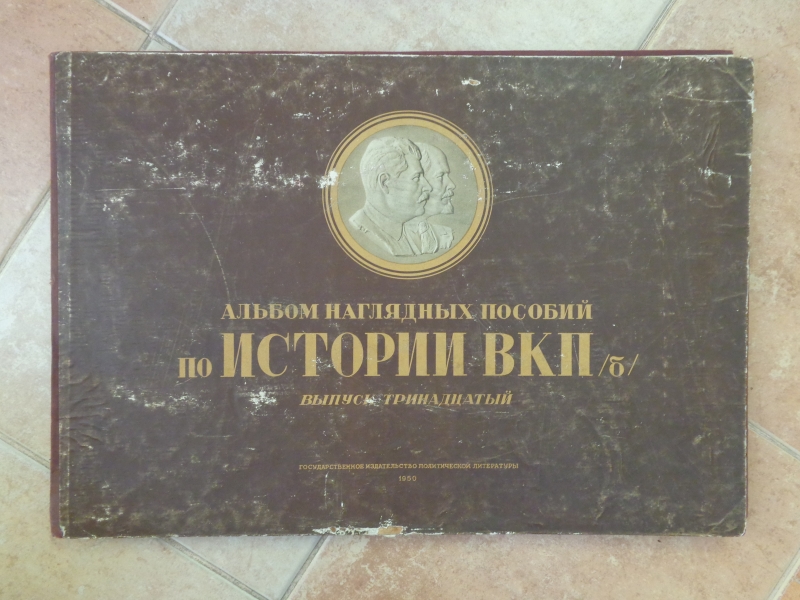 АЛЬБОМ НАГЛЯДНЫХ ПОСОБИЙ
ПО ИСТОРИИ ВКП /б/
ВЫПУСК ТРИНАДЦАТЫЙ
ГОСУДАРСТВЕННОЕ ИЗДАТЕЛЬСТВО ПОЛИТИЧЕСКОЙ ЛИТЕРАТУРЫ
1950